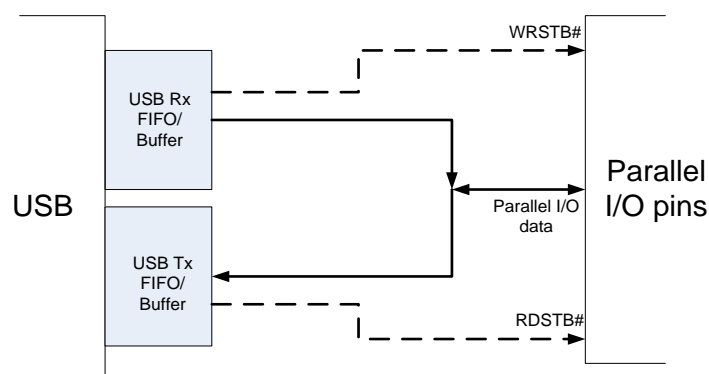 WRSTB#
USB Rx
FIFO/
Buffer
USB
Parallel
I/O pins
Parallel I/O
data
USB Tx
FIFO/
Buffer
RDSTB#